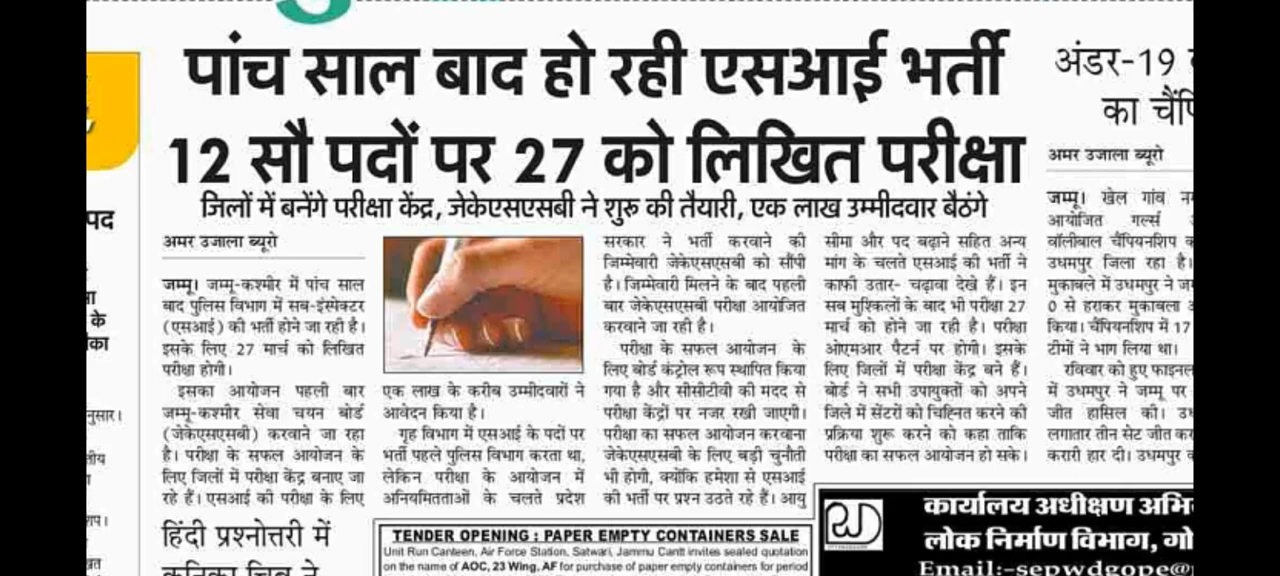 पांच साल बाद हो रही एसआई भर्ती
12 सौ पदों पर 27 को लिखित परीक्षा
जिलों में बनेंगे परीक्षा केंद्र, जेकेएसएसबी ने शुरू की तैयारी, एक लाख उम्मीदवार बैठेंगे
अमर उजाला ब्यूरो
जम्मू। जम्मू-कश्मीर में पांच साल
बाद पुलिस विभाग में सब-इंस्पेक्टर
(एसआई) की भर्ती होने जा रही है।
इसके लिए 27 मार्च को लिखित
परीक्षा होगी।
इसका आयोजन पहली बार
जम्मू-कश्मीर सेवा चयन बोर्ड
(जेकेएसएसबी) करवाने जा रहा
है। परीक्षा के सफल आयोजन के
लिए जिलों में परीक्षा केंद्र बनाए जा
रहे हैं। एसआई की परीक्षा के लिए
एक लाख के करीब उम्मीदवारों ने
आवेदन किया है।
गृह विभाग में एसआई के पदों पर
भर्ती पहले पुलिस विभाग करता था,
लेकिन परीक्षा के आयोजन में
अनियमितताओं के चलते प्रदेश
सरकार ने भर्ती करवाने की
जिम्मेवारी जेकेएसएसबी को सौंपी
है। जिम्मेवारी मिलने के बाद पहली
बार जेकेएसएसबी परीक्षा आयोजित
करवाने जा रही है।
परीक्षा के सफल आयोजन के
लिए बोर्ड कंट्रोल रूप स्थापित किया
गया है और सीसीटीवी की मदद से
परीक्षा केंद्रों पर नजर रखी जाएगी।
परीक्षा का सफल आयोजन करवाना
जेकेएसएसबी के लिए बड़ी चुनौती
भी होगी, क्योंकि हमेशा से एसआई
की भर्ती पर प्रश्न उठते रहे हैं। आयु
सीमा और पद बढ़ाने सहित अन्य
मांग के चलते एसआई की भर्ती ने
काफी उतार- चढ़ावा देखे हैं। इन
सब मुश्किलों के बाद भी परीक्षा 27
मार्च को होने जा रही है। परीक्षा
ओएमआर पैटर्न पर होगी। इसके
लिए जिलों में परीक्षा केंद्र बने हैं।
बोर्ड ने सभी उपायुक्तों को अपने
जिले में सेंटरों को चिह्नित करने की
प्रक्रिया शुरू करने को कहा ताकि
परीक्षा का सफल आयोजन हो सके।
अंडर-19
का
अमर उजाला ब्यूरो
जम्मू। खेल गांव
आयोजित गर्ल्स
वॉलीबाल चैंपियनशिप
उधमपुर जिला रहा है।
मुकाबले में उधमपुर ने
0 से हराकर मुकाबला
किया। चैंपियनशिप में 17
टीमों ने भाग लिया था।
रविवार को हुए फाइनल
में उधमपुर ने जम्मू पर
जीत हासिल की।
लगातार तीन सेट जीत
करारी हार दी। उधमपुर
पद
के
हिंदी प्रश्नोत्तरी में
TENDER OPENING : PAPER EMPTY CONTAINERS SALE
Unit Run Canteen, Air Force Station, Satwari, Jammu Cantt invites sealed quotation
on the name of AOC, 23 Wing, AF for purchase of paper empty containers for period
कार्यालय अधीक्षण
लोक निर्माण विभाग,
Email:-sepwdgope@